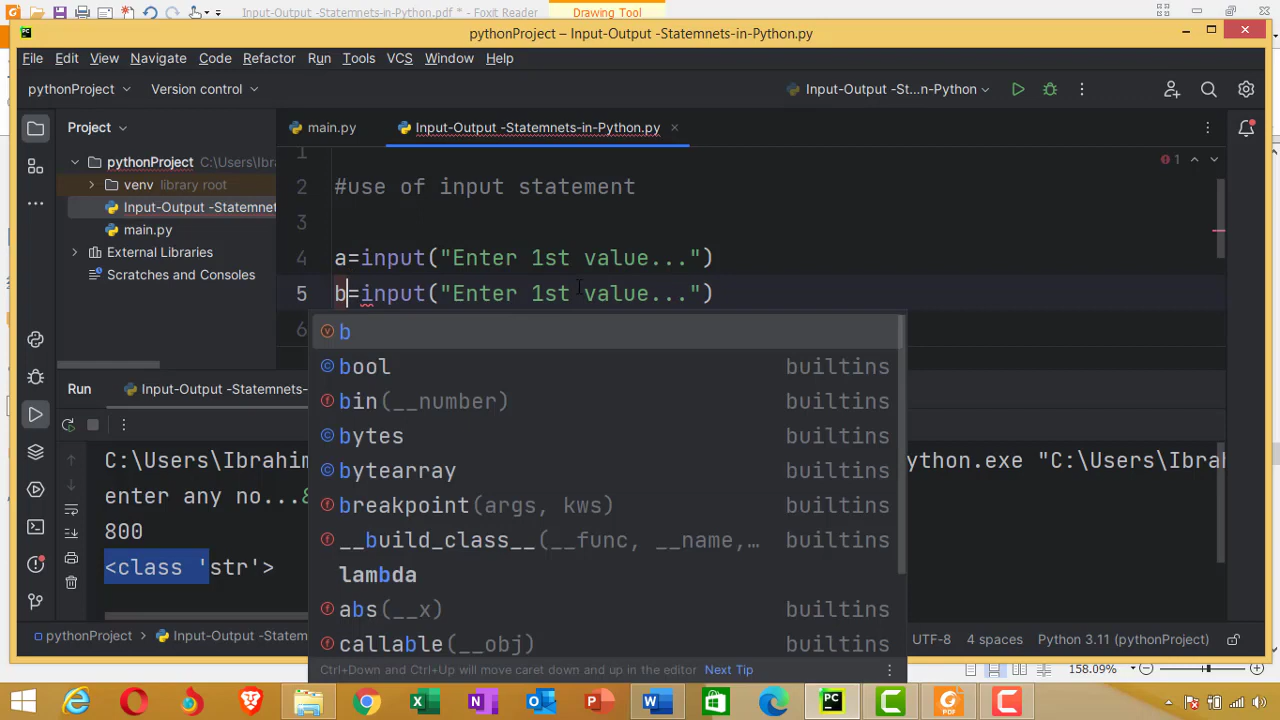 Input-Output -Statemnets-in-Python.pdf * - Foxit Reader
Drawing Tool
PC
pythonProject – Input-Output -Statemnets-in-Python.py
File Edit View Navigate Code Refactor Run Tools VCS Window Help
pythonProject Version control Input-Output -St...n-Python
Project main.py Input-Output -Statemnets-in-Python.py
pythonProject C:\Users\Ibra
venv library root
Input-Output -Statemnet
main.py
External Libraries
Scratches and Consoles
1
1
2 #use of input statement
3
4 a=input("Enter 1st value...")
5 b=input("Enter 1st value...")
6
b
bool builtins
bin(__number) builtins
bytes builtins
bytearray builtins
breakpoint(args, kws) builtins
__build_class__(__func, __name,… builtins
lambda
abs(__x) builtins
callable(__obj) builtins
Ctrl+Down and Ctrl+Up will move caret down and up in the editor Next Tip
Run Input-Output -Statemnets-
C:\Users\Ibrahim ython.exe "C:\Users\Ibra
enter any no...8
800
<class 'str'>
pythonProject Input-Output -Statem UTF-8 4 spaces Python 3.11 (pythonProject)
158.09%